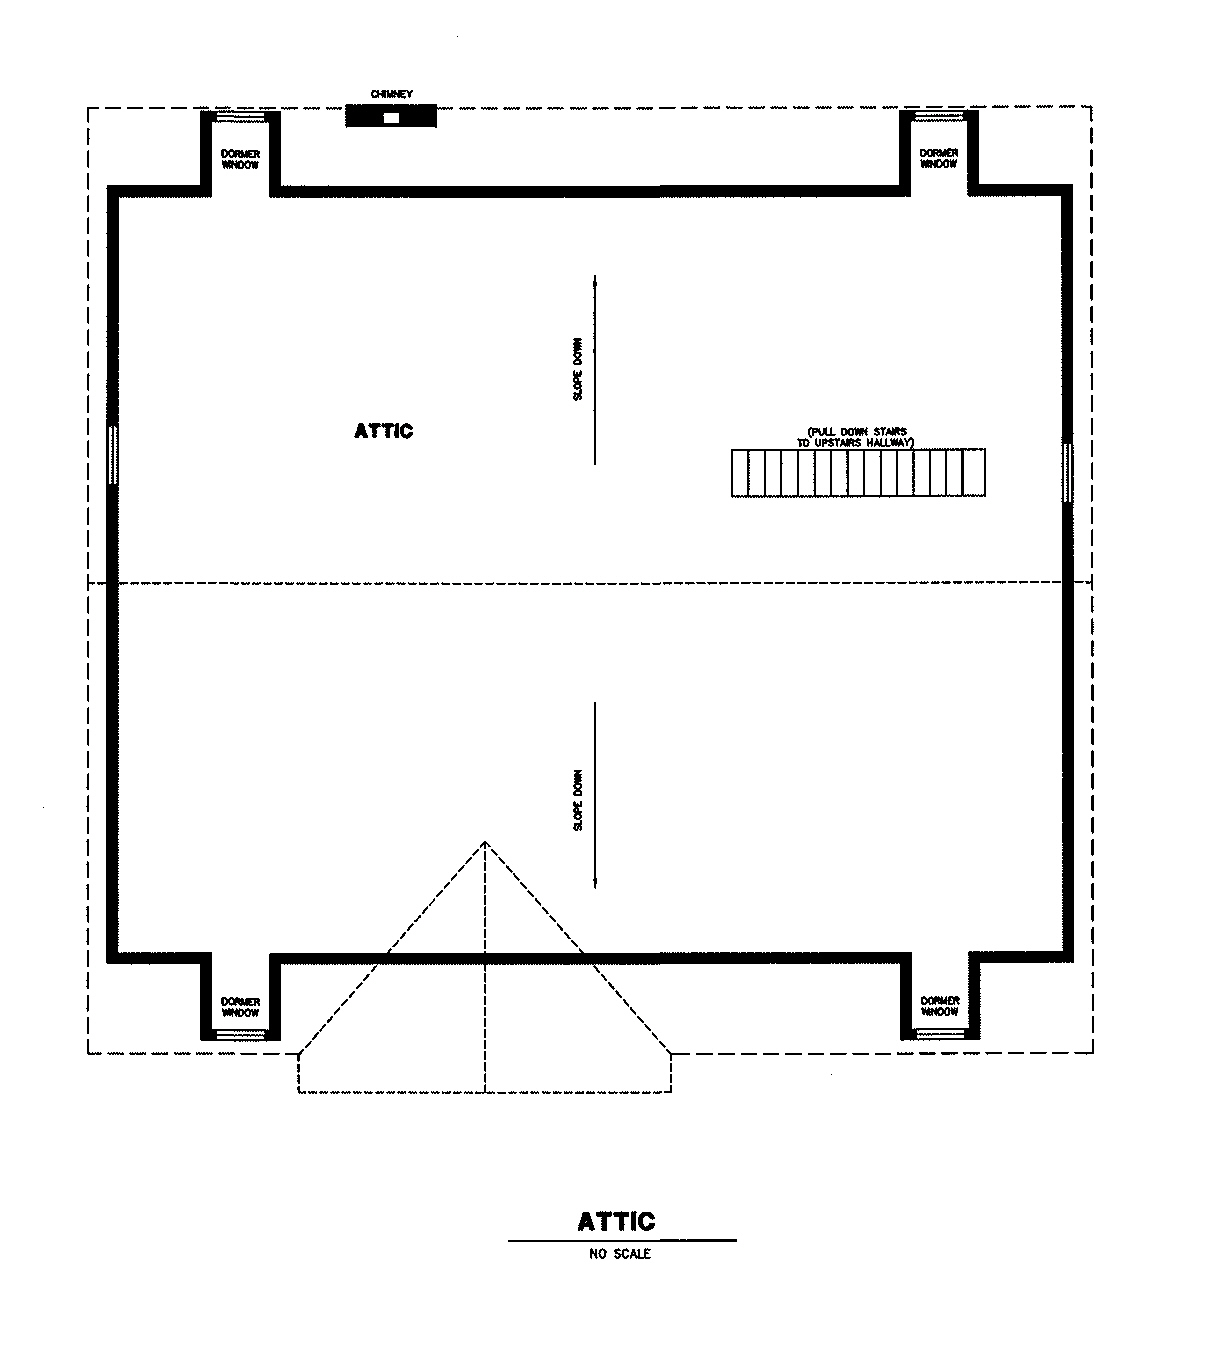 CHIMNEY
DORMER
WINDOW
DORMER
WINDOW
SLOPE DOWN
ATTIC
(PULL DOWN STAIRS
TO UPSTAIRS HALLWAY)
SLOPE DOWN
DORMER
WINDOW
DORMER
WINDOW
ATTIC
NO SCALE